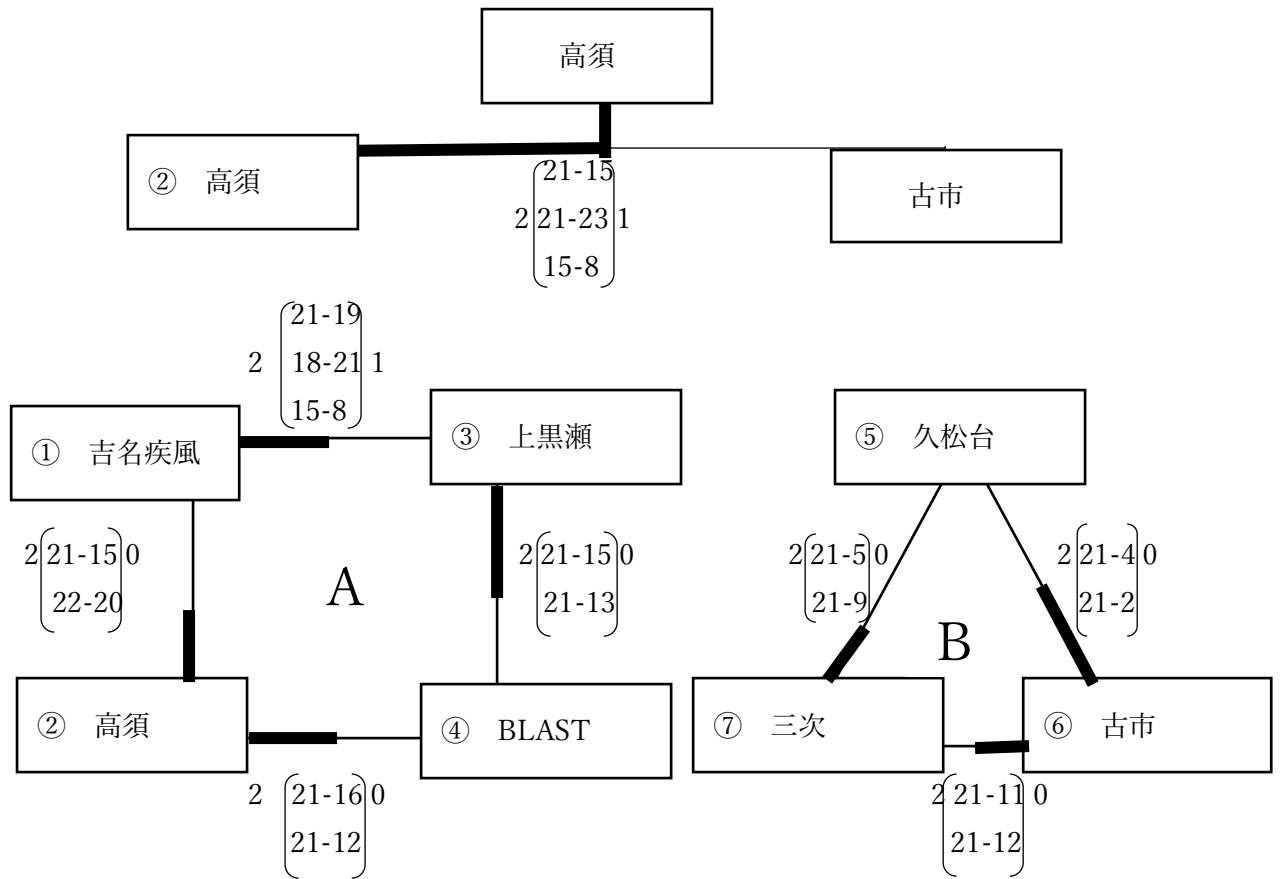 高須
② 高須
古市
21-15
2 21-23 1
15-8
21-19
2 18-21 1
15-8
① 吉名疾風
③ 上黒瀬
⑤ 久松台
2 21-15 0
22-20
A
2 21-15 0
21-13
2 21-5 0
21-9
B
2 21-4 0
21-2
② 高須
④ BLAST
⑦ 三次
⑥ 古市
2 21-16 0
21-12
2 21-11 0
21-12